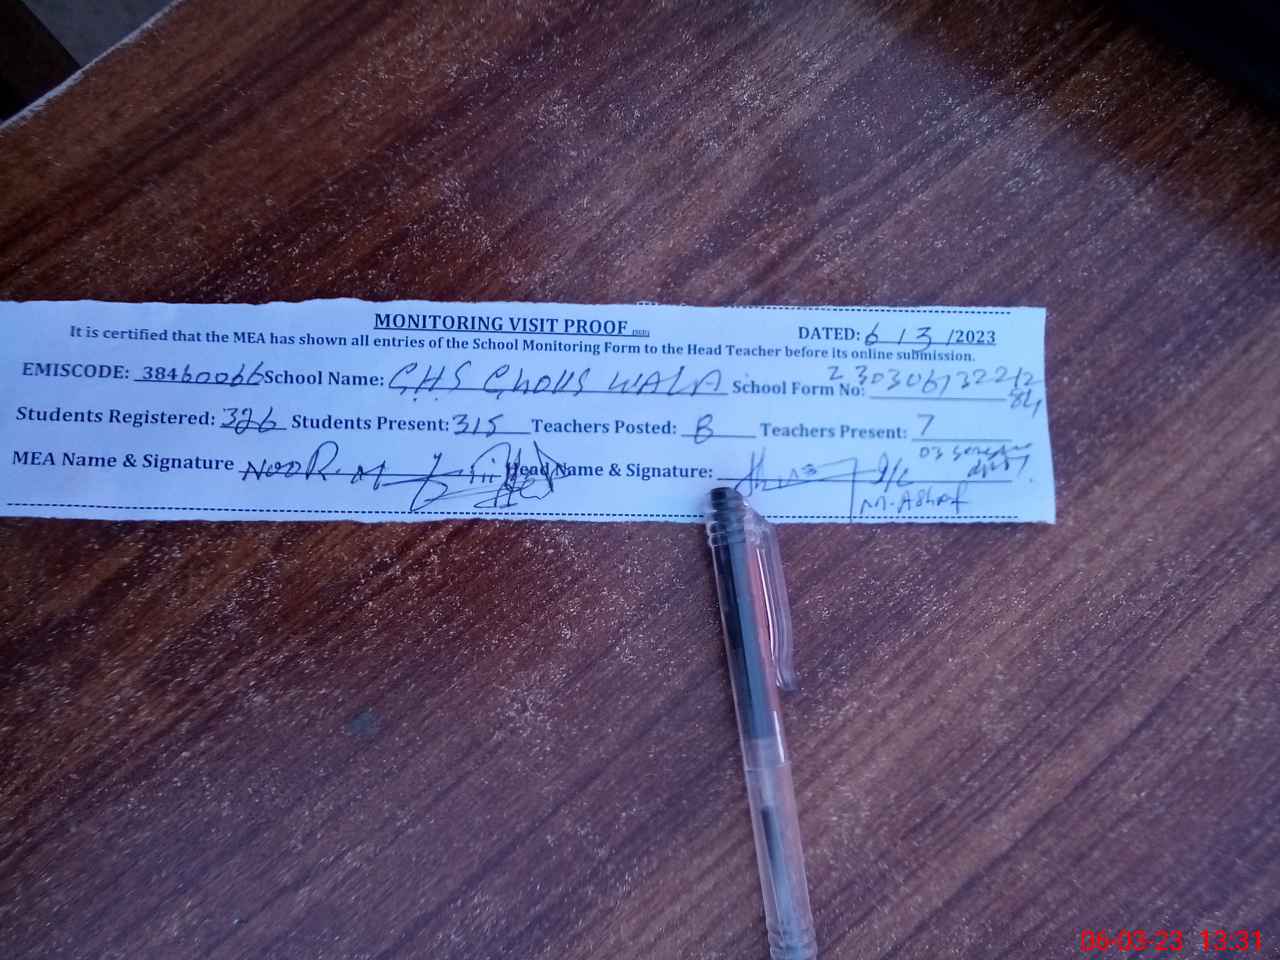 MONITORING VISIT PROOF
DATED: 6/3/2023
It is certified that the MEA has shown all entries of the School Monitoring Form to the Head Teacher before its online submission.
EMISCODE: 38460066 School Name: GHS WALA School Form No: 230306132212
84
Students Registered: 326 Students Present: 315 Teachers Posted: 8 Teachers Present: 7
MEA Name & Signature NOOR.M Head Name & Signature: I/C
M. Ashraf
06-03-23 13:31